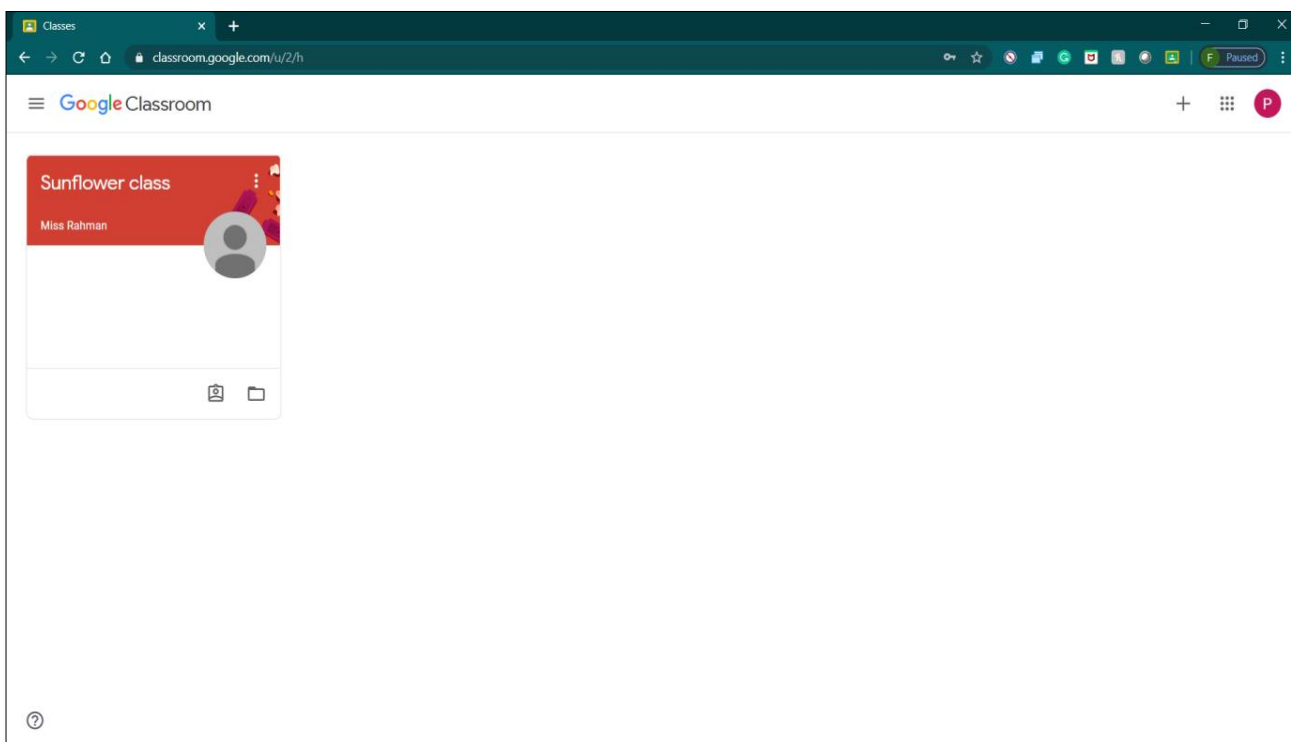 Classes
classroom.google.com/u/2/h
F Paused
Google Classroom
P
Sunflower class
Miss Rahman